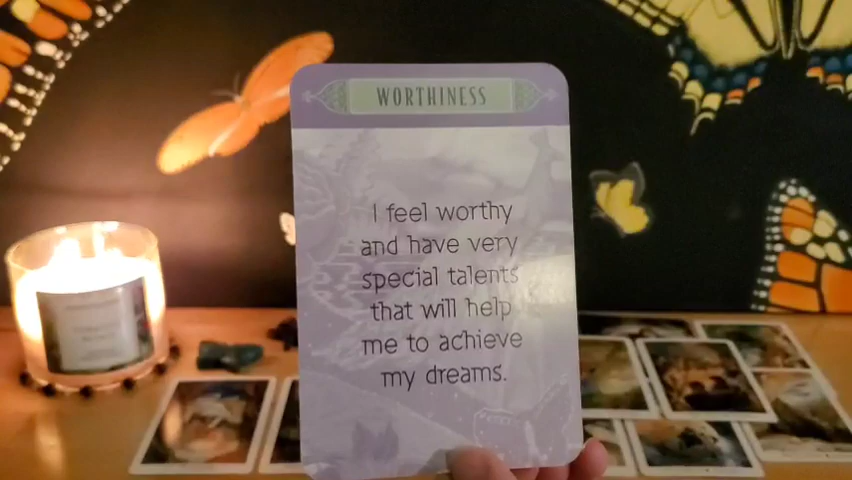 WORTHINESS
I feel worthy
and have very
special talents
that will help
me to achieve
my dreams.